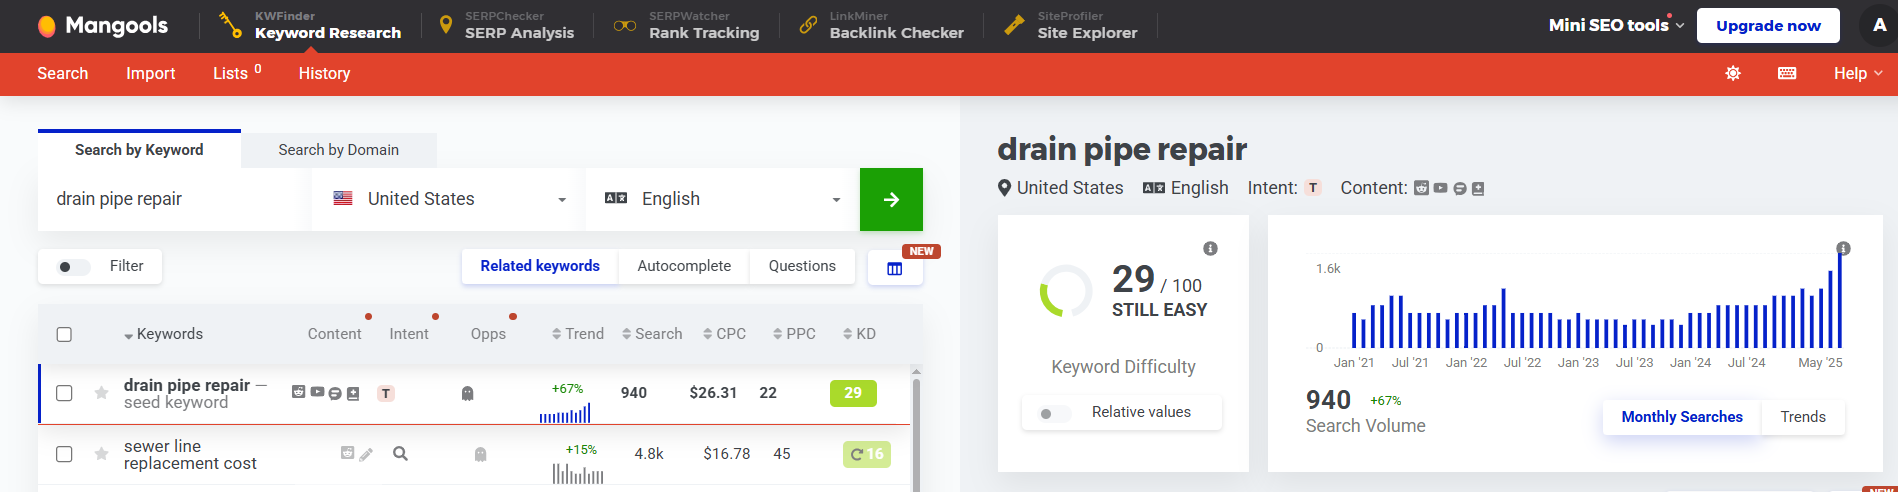 Mangools
KWFinder
Keyword Research
SERPChecker
SERP Analysis
SERPWatcher
Rank Tracking
LinkMiner
Backlink Checker
SiteProfiler
Site Explorer
Mini SEO tools
Upgrade now
A
Search Import Lists 0 History
Help
Search by Keyword Search by Domain
drain pipe repair United States English
Filter
Related keywords Autocomplete Questions
NEW
Keywords Content Intent Opps Trend Search CPC PPC KD
drain pipe repair —
seed keyword
T
+67%
940 $26.31 22 29
sewer line
replacement cost
+15%
4.8k $16.78 45 16
drain pipe repair
United States English Intent: T Content:
29 / 100
STILL EASY
Keyword Difficulty
Relative values
1.6k
0
Jan '21 Jul '21 Jan '22 Jul '22 Jan '23 Jul '23 Jan '24 Jul '24 May '25
940 +67%
Search Volume
Monthly Searches Trends
NEW